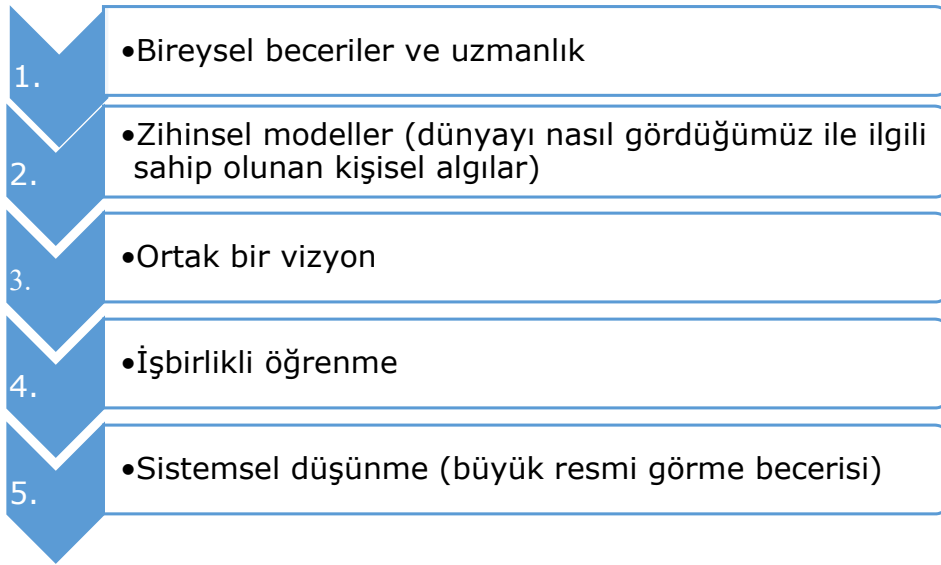 1.
•Bireysel beceriler ve uzmanlık
2.
•Zihinsel modeller (dünyayı nasıl gördüğümüz ile ilgili
sahip olunan kişisel algılar)
3.
•Ortak bir vizyon
4.
•İşbirlikli öğrenme
5.
•Sistemsel düşünme (büyük resmi görme becerisi)